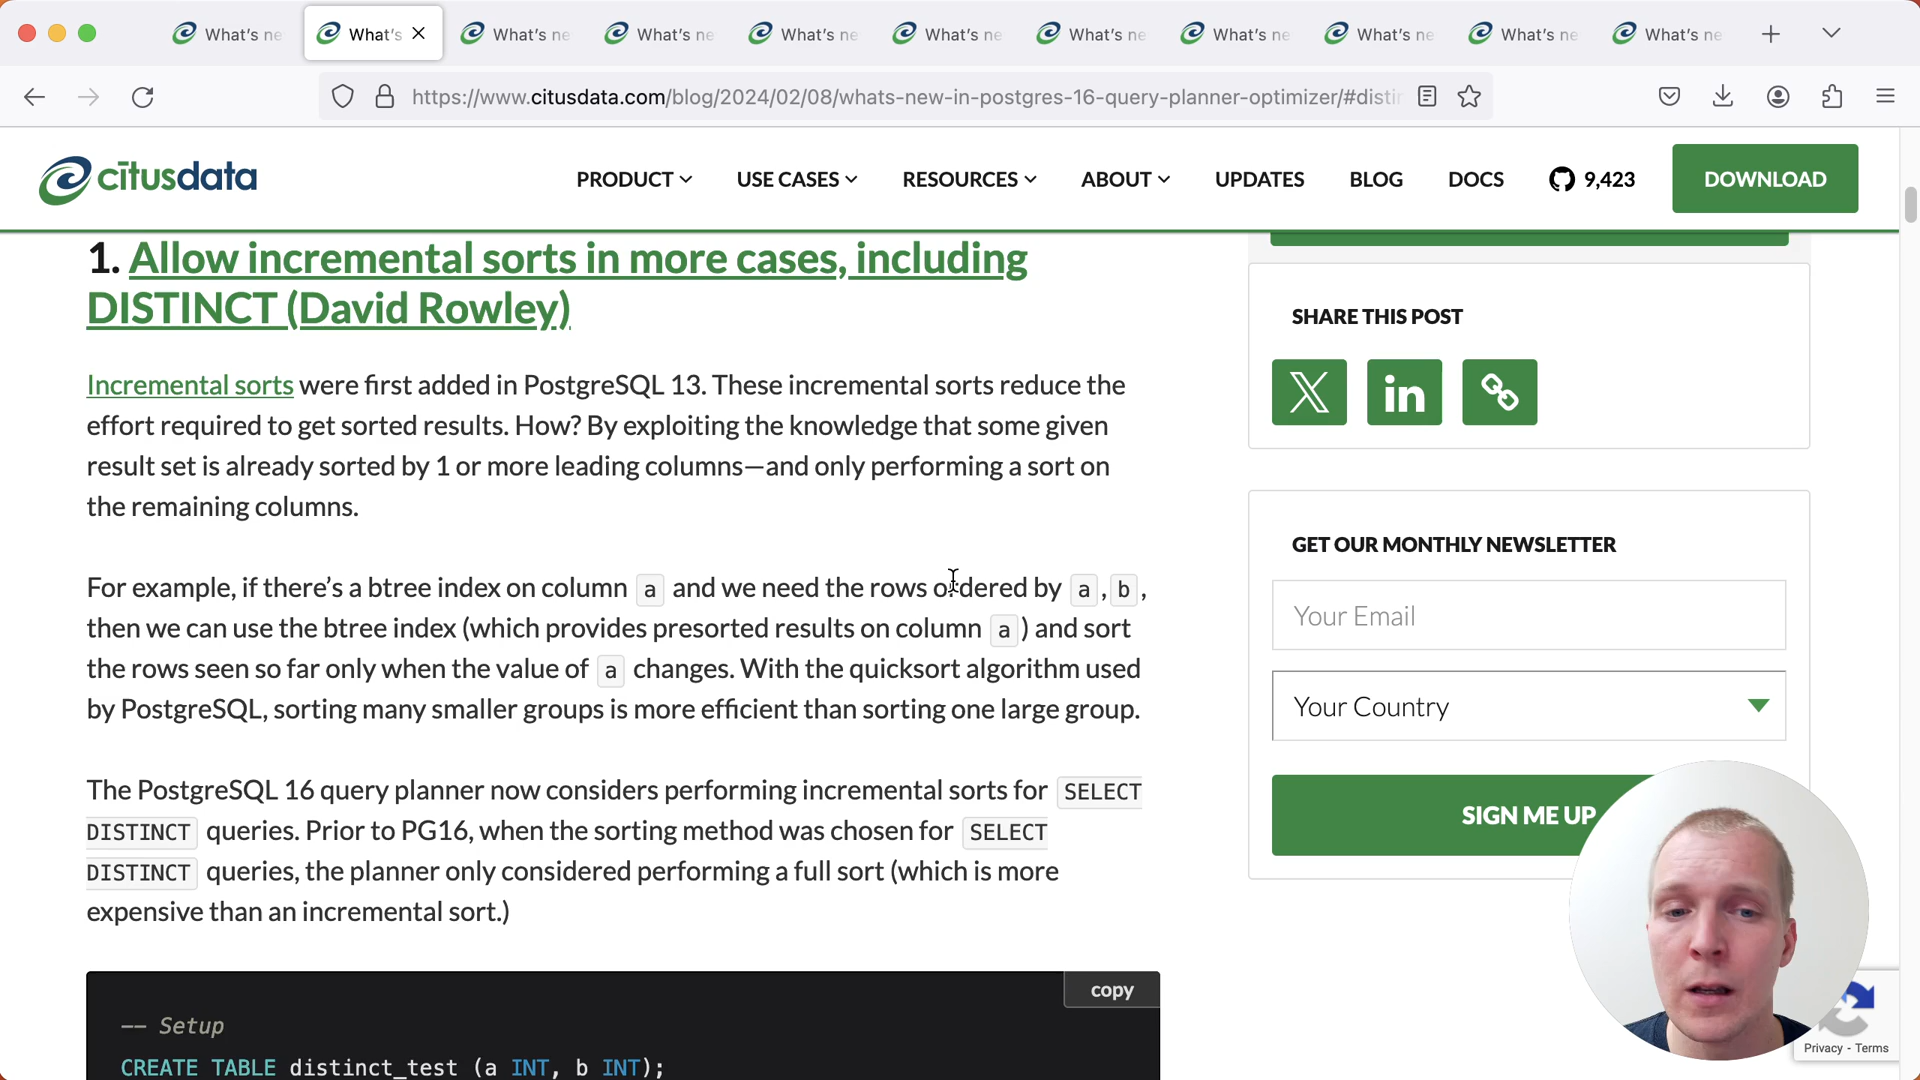 What's ne
What's
What's ne
What's ne
What's ne
What's ne
What's ne
What's ne
What's ne
What's ne
What's ne
https://www.citusdata.com/blog/2024/02/08/whats-new-in-postgres-16-query-planner-optimizer/#distin
citusdata
PRODUCT
USE CASES
RESOURCES
ABOUT
UPDATES
BLOG
DOCS
9,423
DOWNLOAD
1. Allow incremental sorts in more cases, including
DISTINCT (David Rowley)
Incremental sorts were first added in PostgreSQL 13. These incremental sorts reduce the
effort required to get sorted results. How? By exploiting the knowledge that some given
result set is already sorted by 1 or more leading columns—and only performing a sort on
the remaining columns.
For example, if there's a btree index on column a and we need the rows ordered by a , b ,
then we can use the btree index (which provides presorted results on column a ) and sort
the rows seen so far only when the value of a changes. With the quicksort algorithm used
by PostgreSQL, sorting many smaller groups is more efficient than sorting one large group.
The PostgreSQL 16 query planner now considers performing incremental sorts for SELECT
DISTINCT queries. Prior to PG16, when the sorting method was chosen for SELECT
DISTINCT queries, the planner only considered performing a full sort (which is more
expensive than an incremental sort.)
copy
-- Setup
CREATE TABLE distinct_test (a INT, b INT);
SHARE THIS POST
X
in
GET OUR MONTHLY NEWSLETTER
Your Email
Your Country
SIGN ME UP
Privacy - Terms